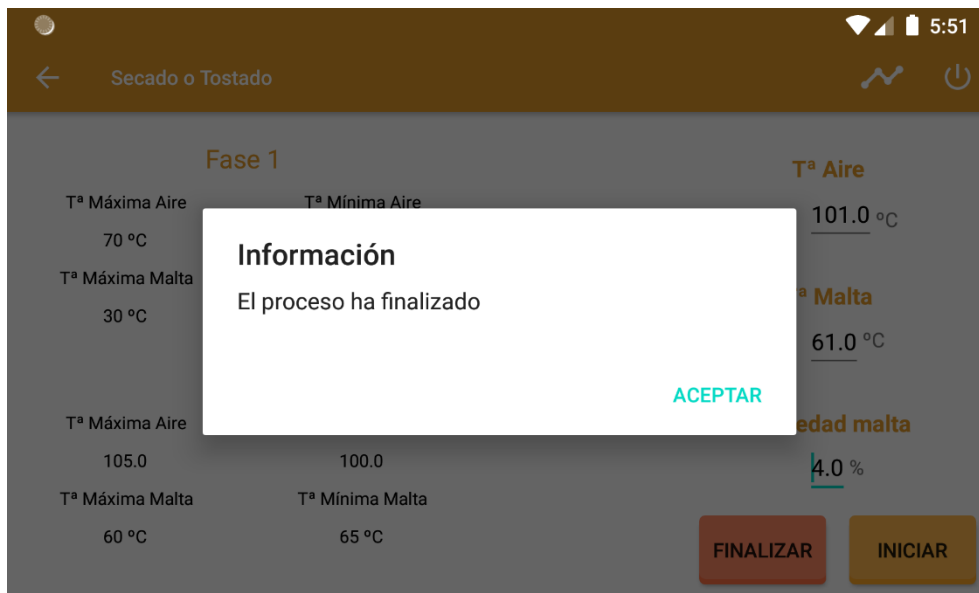 5:51
Secado o Tostado
Fase 1
Tª Aire
Tª Máxima Aire
Tª Mínima Aire
101.0 ºC
70 ºC
Información
Tª Máxima Malta
El proceso ha finalizado
ª Malta
30 ºC
61.0 ºC
ACEPTAR
Tª Máxima Aire
edad malta
105.0
100.0
4.0 %
Tª Máxima Malta
Tª Mínima Malta
60 ºC
65 ºC
FINALIZAR
INICIAR